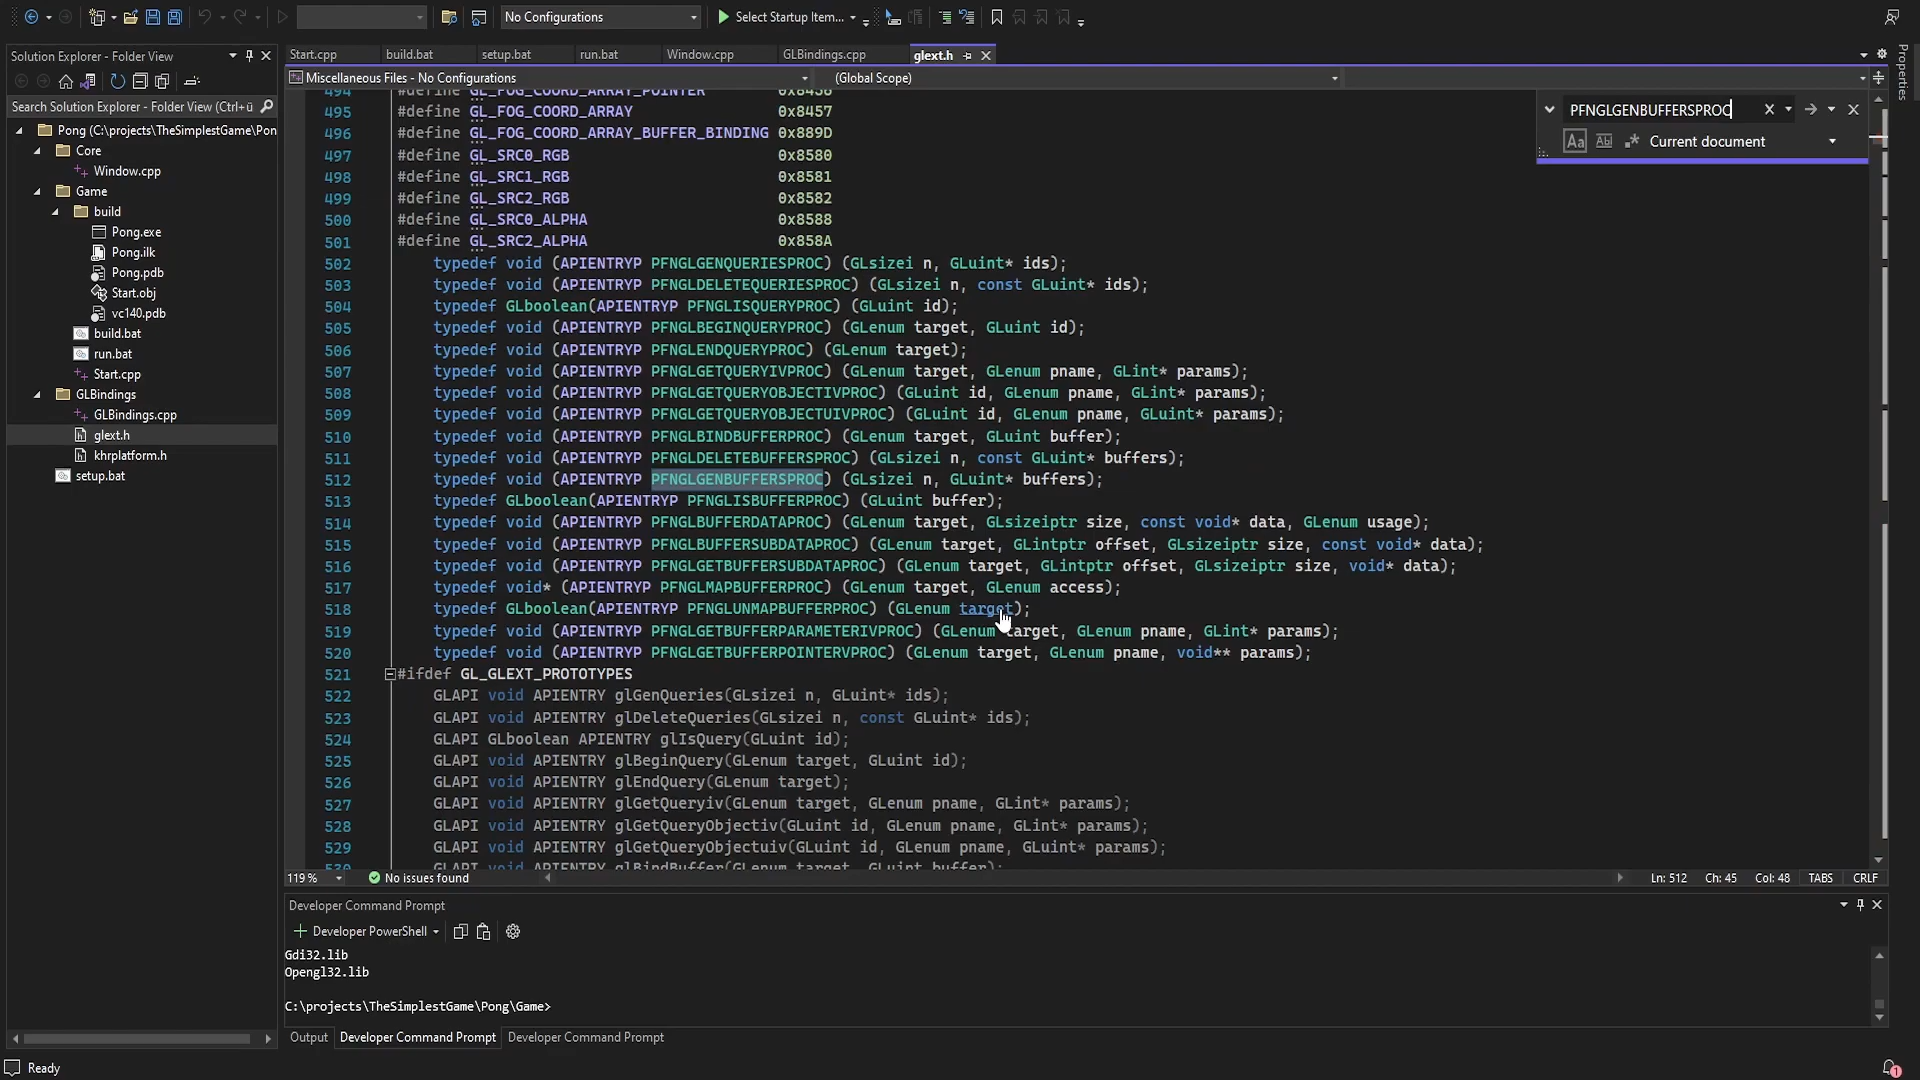 No Configurations
Select Startup Item...
Solution Explorer - Folder View
Search Solution Explorer - Folder View (Ctrl+ü
Pong (C:\projects\TheSimplestGame\Pon
Core
Window.cpp
Game
build
Pong.exe
Pong.ilk
Pong.pdb
Start.obj
vc140.pdb
build.bat
run.bat
Start.cpp
GLBindings
GLBindings.cpp
glext.h
khrplatform.h
setup.bat
Start.cpp build.bat setup.bat run.bat Window.cpp GLBindings.cpp glext.h
Miscellaneous Files - No Configurations (Global Scope)
PFNGLGENBUFFERSPROC
Aa Ab .* Current document
Properties
494 #define GL_FOG_COORD_ARRAY_POINTER 0x8456
495 #define GL_FOG_COORD_ARRAY 0x8457
496 #define GL_FOG_COORD_ARRAY_BUFFER_BINDING 0x889D
497 #define GL_SRC0_RGB 0x8580
498 #define GL_SRC1_RGB 0x8581
499 #define GL_SRC2_RGB 0x8582
500 #define GL_SRC0_ALPHA 0x8588
501 #define GL_SRC2_ALPHA 0x858A
502 typedef void (APIENTRYP PFNGLGENQUERIESPROC) (GLsizei n, GLuint* ids);
503 typedef void (APIENTRYP PFNGLDELETEQUERIESPROC) (GLsizei n, const GLuint* ids);
504 typedef GLboolean(APIENTRYP PFNGLISQUERYPROC) (GLuint id);
505 typedef void (APIENTRYP PFNGLBEGINQUERYPROC) (GLenum target, GLuint id);
506 typedef void (APIENTRYP PFNGLENDQUERYPROC) (GLenum target);
507 typedef void (APIENTRYP PFNGLGETQUERYIVPROC) (GLenum target, GLenum pname, GLint* params);
508 typedef void (APIENTRYP PFNGLGETQUERYOBJECTIVPROC) (GLuint id, GLenum pname, GLint* params);
509 typedef void (APIENTRYP PFNGLGETQUERYOBJECTUIVPROC) (GLuint id, GLenum pname, GLuint* params);
510 typedef void (APIENTRYP PFNGLBINDBUFFERPROC) (GLenum target, GLuint buffer);
511 typedef void (APIENTRYP PFNGLDELETEBUFFERSPROC) (GLsizei n, const GLuint* buffers);
512 typedef void (APIENTRYP PFNGLGENBUFFERSPROC) (GLsizei n, GLuint* buffers);
513 typedef GLboolean(APIENTRYP PFNGLISBUFFERPROC) (GLuint buffer);
514 typedef void (APIENTRYP PFNGLBUFFERDATAPROC) (GLenum target, GLsizeiptr size, const void* data, GLenum usage);
515 typedef void (APIENTRYP PFNGLBUFFERSUBDATAPROC) (GLenum target, GLintptr offset, GLsizeiptr size, const void* data);
516 typedef void (APIENTRYP PFNGLGETBUFFERSUBDATAPROC) (GLenum target, GLintptr offset, GLsizeiptr size, void* data);
517 typedef void* (APIENTRYP PFNGLMAPBUFFERPROC) (GLenum target, GLenum access);
518 typedef GLboolean(APIENTRYP PFNGLUNMAPBUFFERPROC) (GLenum target);
519 typedef void (APIENTRYP PFNGLGETBUFFERPARAMETERIVPROC) (GLenum target, GLenum pname, GLint* params);
520 typedef void (APIENTRYP PFNGLGETBUFFERPOINTERVPROC) (GLenum target, GLenum pname, void** params);
521 #ifdef GL_GLEXT_PROTOTYPES
522 GLAPI void APIENTRY glGenQueries(GLsizei n, GLuint* ids);
523 GLAPI void APIENTRY glDeleteQueries(GLsizei n, const GLuint* ids);
524 GLAPI GLboolean APIENTRY glIsQuery(GLuint id);
525 GLAPI void APIENTRY glBeginQuery(GLenum target, GLuint id);
526 GLAPI void APIENTRY glEndQuery(GLenum target);
527 GLAPI void APIENTRY glGetQueryiv(GLenum target, GLenum pname, GLint* params);
528 GLAPI void APIENTRY glGetQueryObjectiv(GLuint id, GLenum pname, GLint* params);
529 GLAPI void APIENTRY glGetQueryObjectuiv(GLuint id, GLenum pname, GLuint* params);
530 GLAPI void APIENTRY glBindBuffer(GLenum target, GLuint buffer);
119 % No issues found Ln: 512 Ch: 45 Col: 48 TABS CRLF
Developer Command Prompt
Developer PowerShell
Gdi32.lib
Opengl32.lib
C:\projects\TheSimplestGame\Pong\Game>
Output Developer Command Prompt Developer Command Prompt
Ready
1